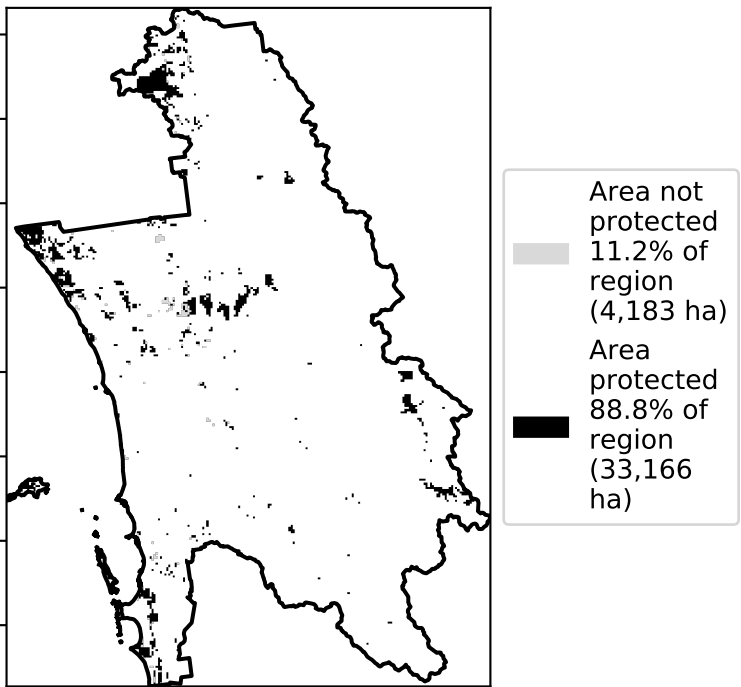 Area not
protected
11.2% of
region
(4,183 ha)
Area
protected
88.8% of
region
(33,166
ha)